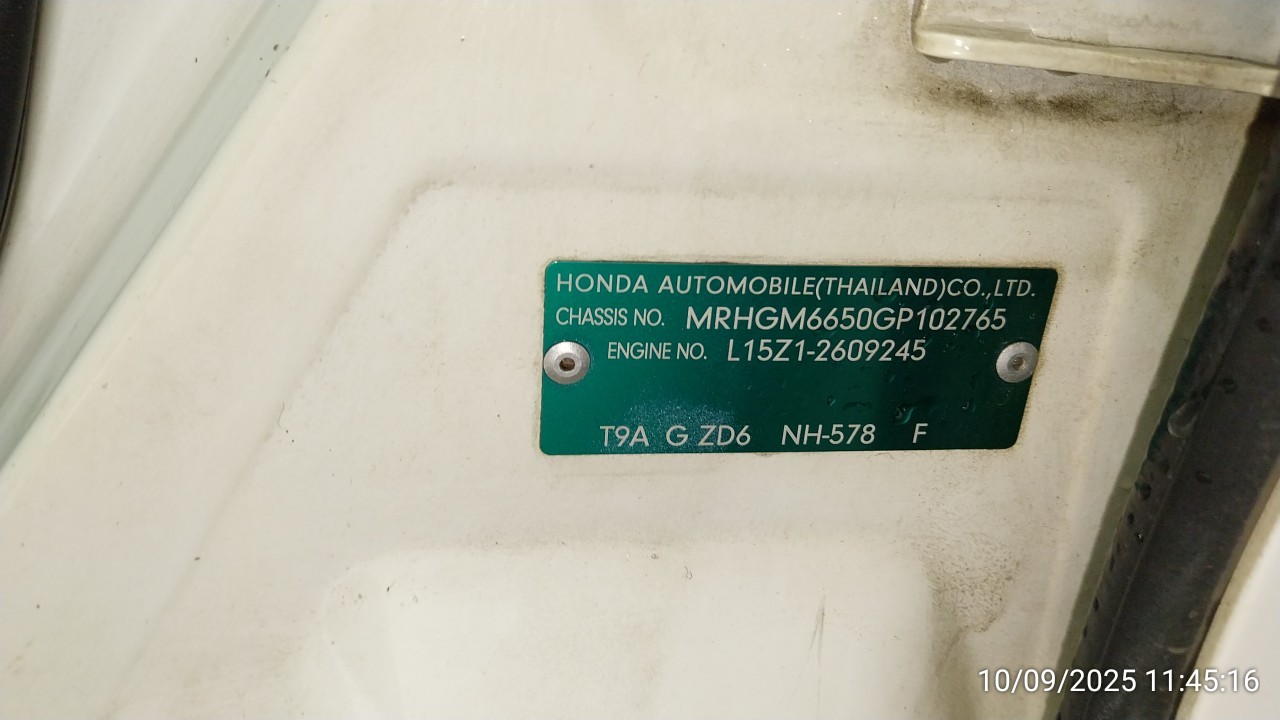 HONDA AUTOMOBILE(THAILAND)CO.,LTD.
CHASSIS NO. MRHGM6650GP102765
ENGINE NO. L15Z1-2609245
T9A G ZD6 NH-578 F
10/09/2025 11:45:16